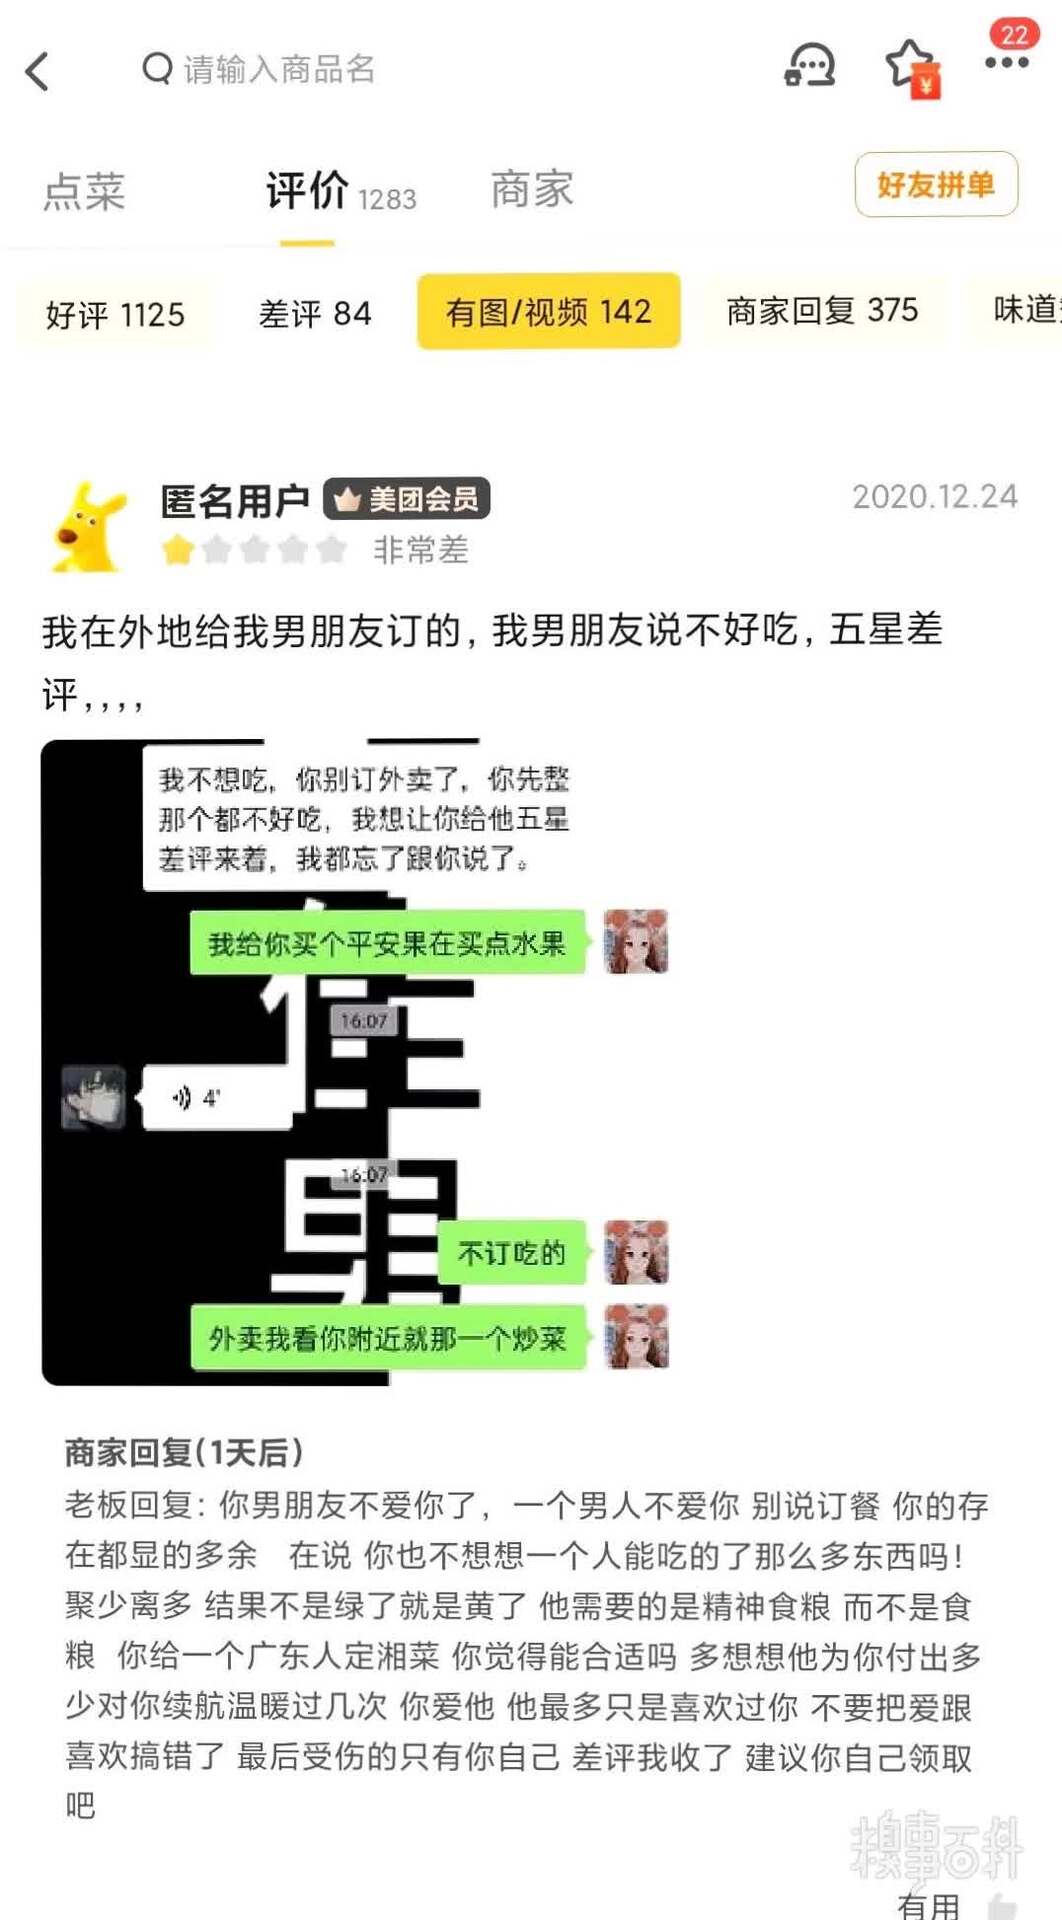 请输入商品名
22
点菜
评价 1283
商家
好友拼单
好评 1125
差评 84
有图/视频 142
商家回复 375
味道
匿名用户
美团会员
2020.12.24
非常差
我在外地给我男朋友订的, 我男朋友说不好吃, 五星差
评,,,,
我不想吃，你别订外卖了，你先整
那个都不好吃，我想让你给他五星
差评来着，我都忘了跟你说了。
我给你买个平安果在买点水果
16:07
4"
16:07
不订吃的
外卖我看你附近就那一个炒菜
商家回复(1天后)
老板回复: 你男朋友不爱你了，一个男人不爱你 别说订餐 你的存
在都显的多余 在说 你也不想想一个人能吃的了那么多东西吗!
聚少离多 结果不是绿了就是黄了 他需要的是精神食粮 而不是食
粮 你给一个广东人定湘菜 你觉得能合适吗 多想想他为你付出多
少对你续航温暖过几次 你爱他 他最多只是喜欢过你 不要把爱跟
喜欢搞错了 最后受伤的只有你自己 差评我收了 建议你自己领取
吧
糗事百科
有用